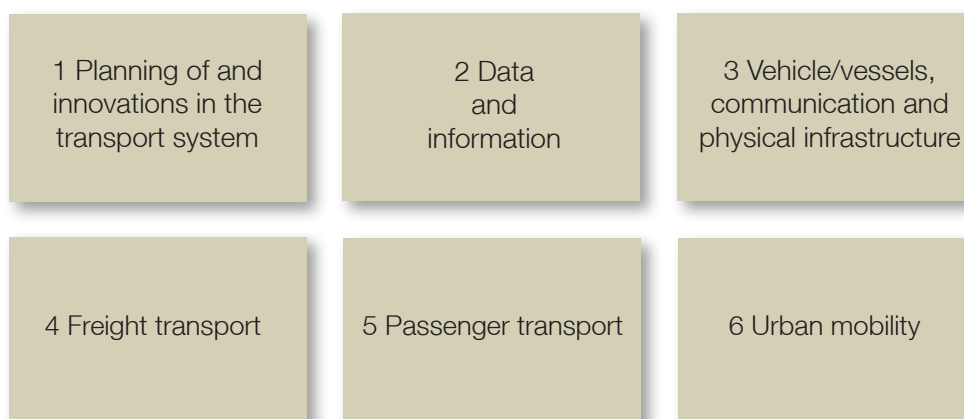 1 Planning of and
innovations in the
transport system
2 Data
and
information
3 Vehicle/vessels,
communication and
physical infrastructure
4 Freight transport
5 Passenger transport
6 Urban mobility